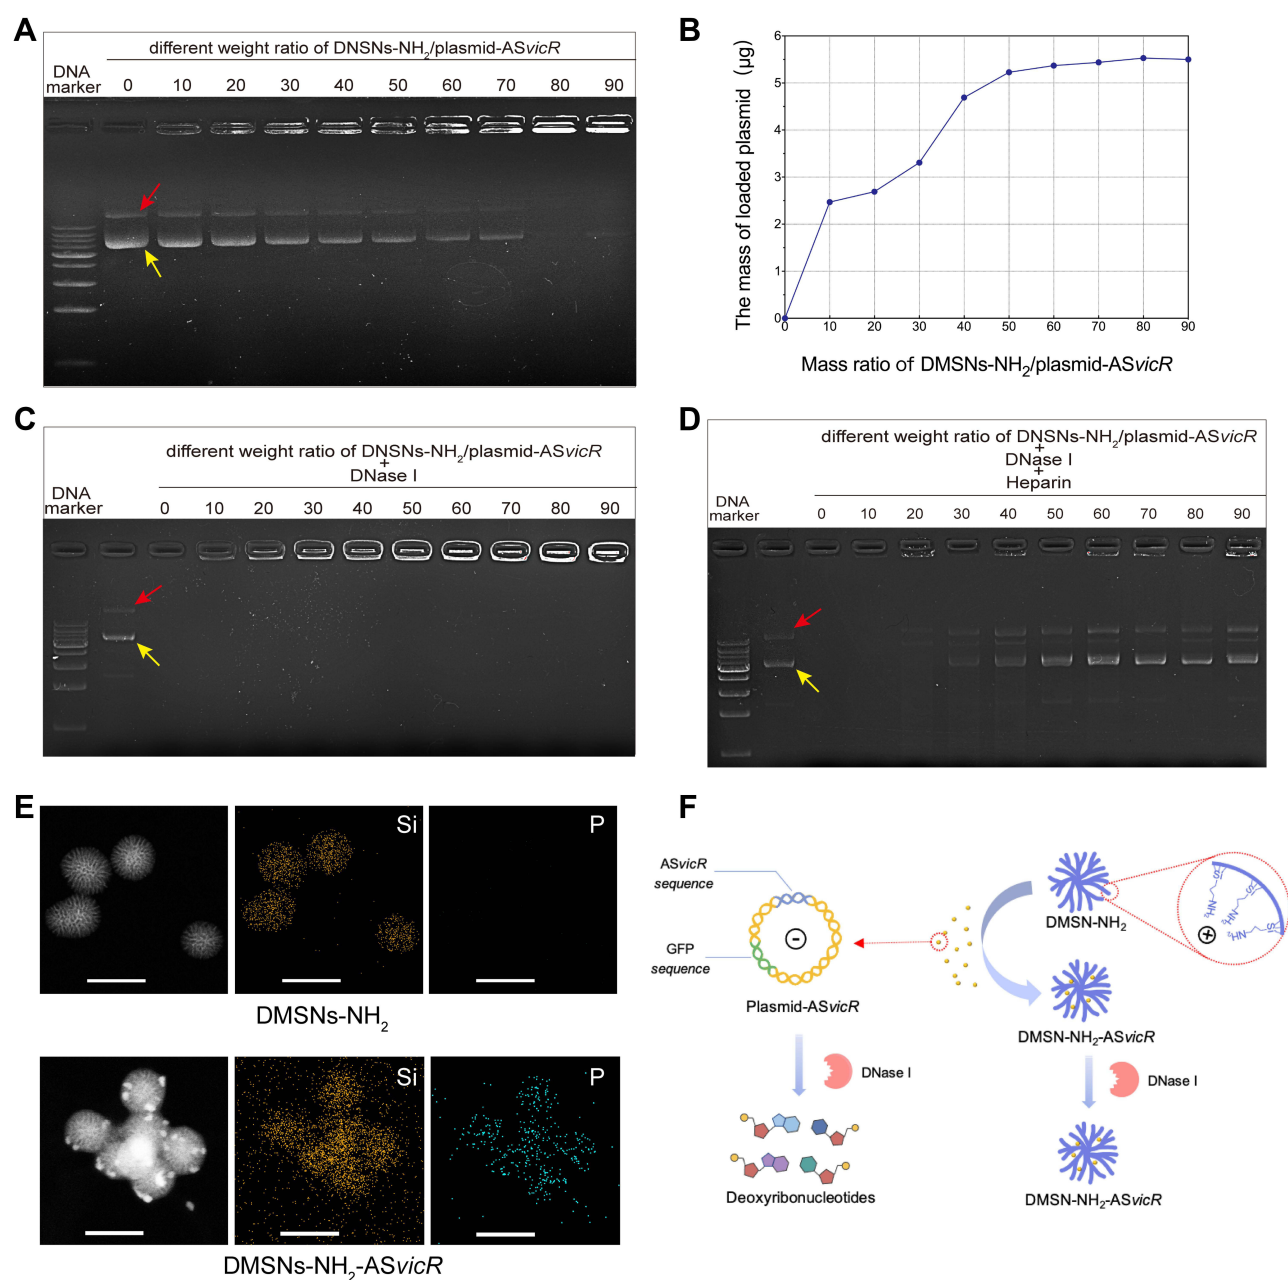 A
different weight ratio of DNSNs-NH2/plasmid-ASvicR
DNA
marker
0 10 20 30 40 50 60 70 80 90
B
The mass of loaded plasmid (μg)
6
5
4
3
2
1
0
0 10 20 30 40 50 60 70 80 90
Mass ratio of DMSNs-NH2/plasmid-ASvicR
C
different weight ratio of DNSNs-NH2/plasmid-ASvicR
+
DNase I
DNA
marker
0 10 20 30 40 50 60 70 80 90
D
different weight ratio of DNSNs-NH2/plasmid-ASvicR
+
DNase I
+
Heparin
DNA
marker
0 10 20 30 40 50 60 70 80 90
E
Si
P
DMSNs-NH2
Si
P
DMSNs-NH2-ASvicR
F
ASvicR
sequence
GFP
sequence
-
Plasmid-ASvicR
DNase I
Deoxyribonucleotides
DMSN-NH2
Si
NH2
Si
NH2
Si
NH2
+
DMSN-NH2-ASvicR
DNase I
DMSN-NH2-ASvicR